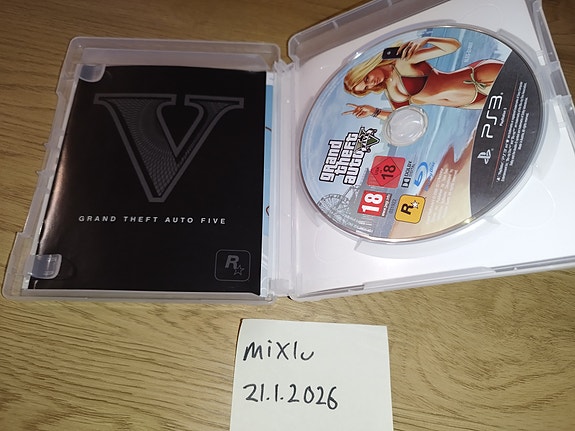 V
GRAND THEFT AUTO FIVE
R
grand
theft
auto
V
18
18
R
PS3
mixlu
21.1.2026